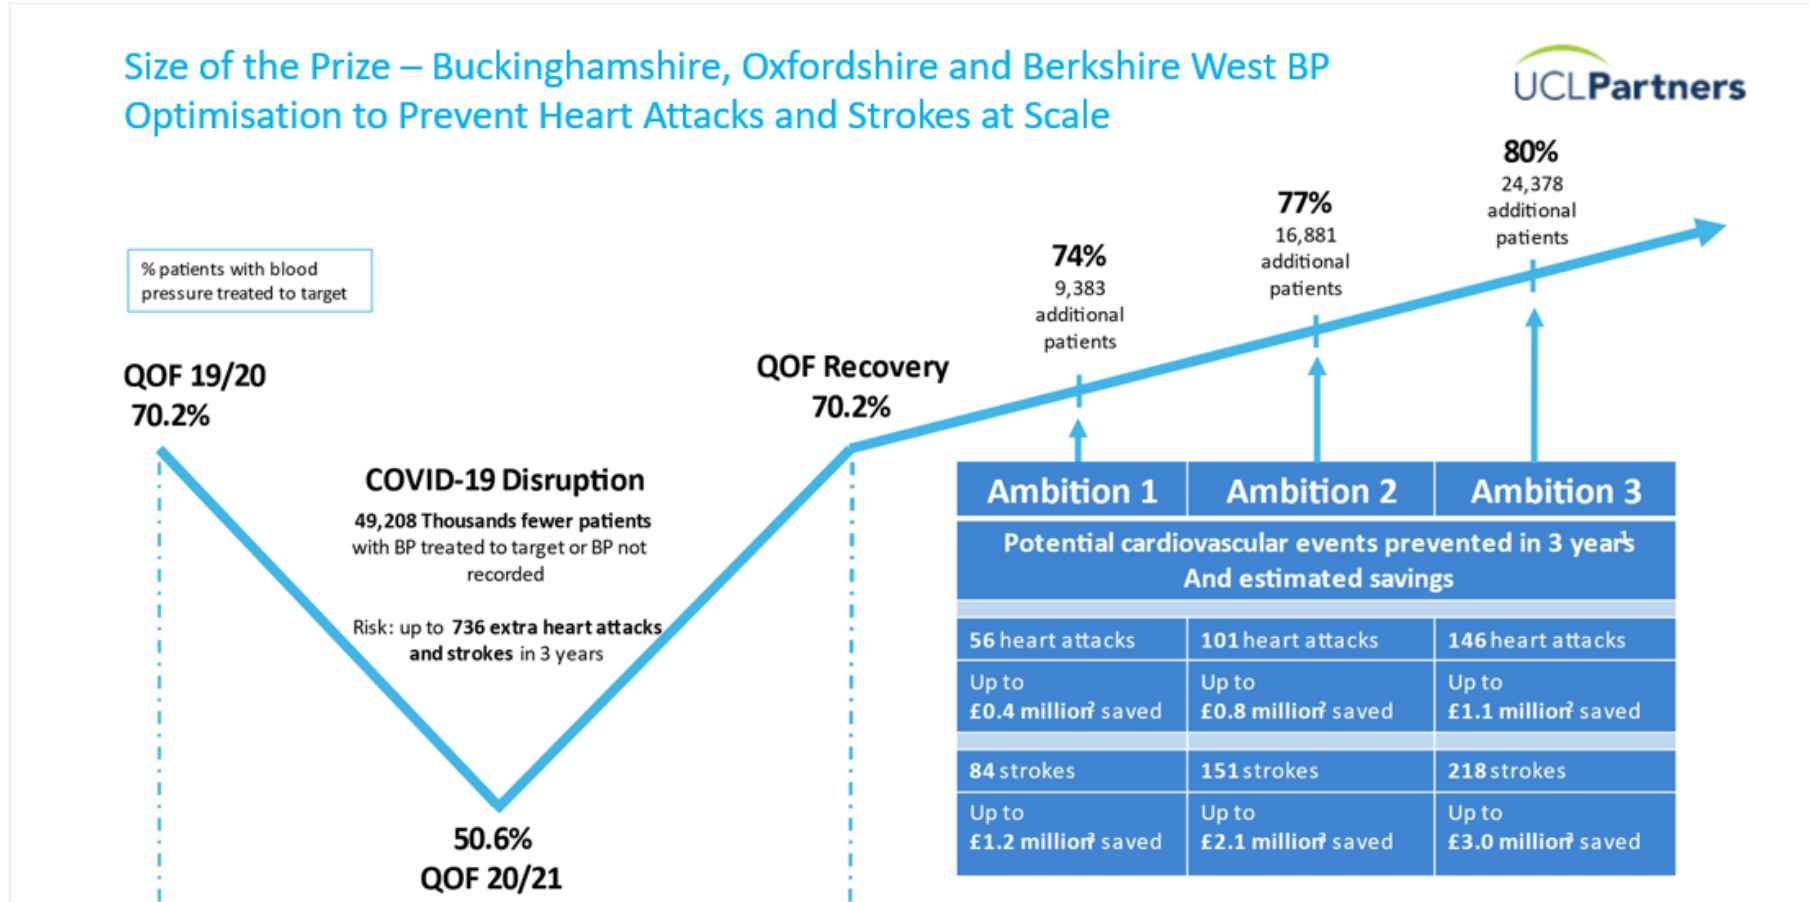 Size of the Prize – Buckinghamshire, Oxfordshire and Berkshire West BP
Optimisation to Prevent Heart Attacks and Strokes at Scale
UCLPartners
% patients with blood
pressure treated to target
QOF 19/20
70.2%
COVID-19 Disruption
49,208 Thousands fewer patients
with BP treated to target or BP not
recorded
Risk: up to 736 extra heart attacks
and strokes in 3 years
50.6%
QOF 20/21
QOF Recovery
70.2%
74%
9,383
additional
patients
77%
16,881
additional
patients
80%
24,378
additional
patients
Ambition 1 Ambition 2 Ambition 3
Potential cardiovascular events prevented in 3 years¹
And estimated savings
56 heart attacks 101 heart attacks 146 heart attacks
Up to Up to Up to
£0.4 million² saved £0.8 million² saved £1.1 million² saved
84 strokes 151 strokes 218 strokes
Up to Up to Up to
£1.2 million³ saved £2.1 million³ saved £3.0 million³ saved